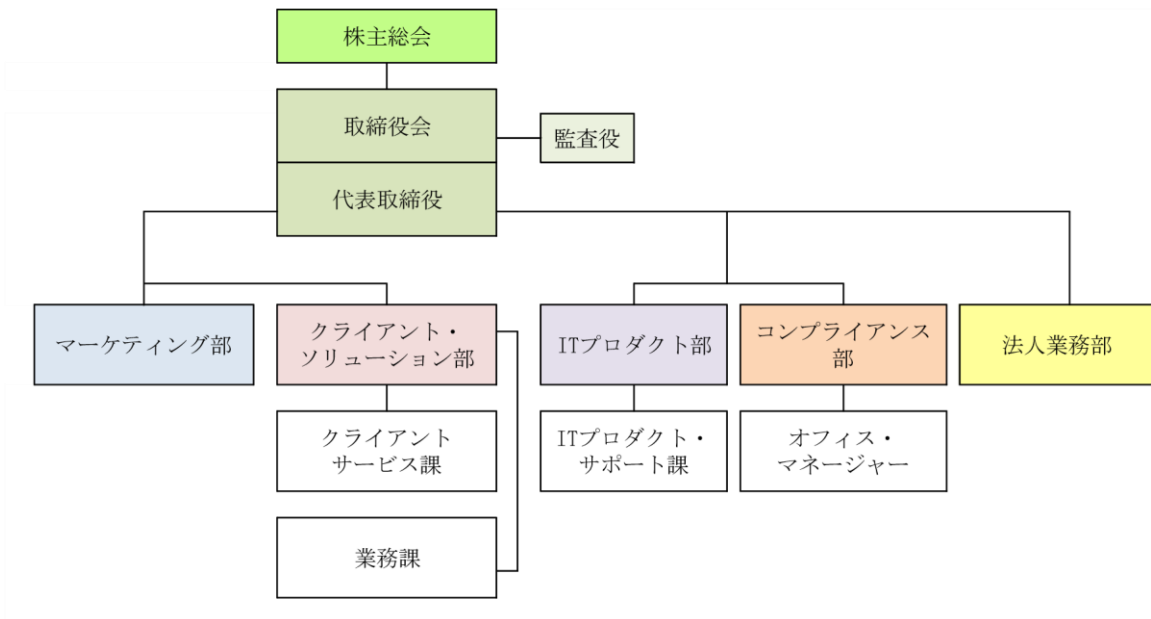 株主総会
取締役会
監査役
代表取締役
マーケティング部
クライアント・
ソリューション部
ITプロダクト部
コンプライアンス
部
法人業務部
クライアント
サービス課
ITプロダクト・
サポート課
オフィス・
マネージャー
業務課